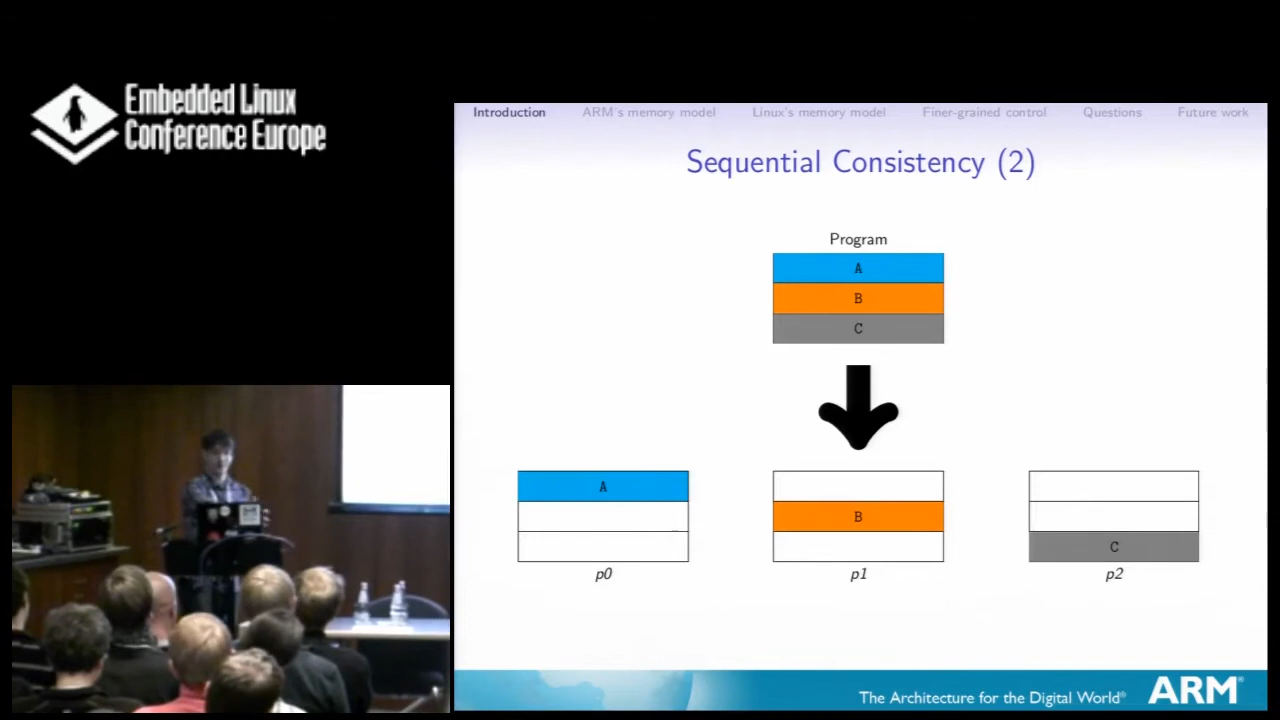 Embedded Linux
Conference Europe
Introduction ARM's memory model Linux's memory model Finer-grained control Questions Future work
Sequential Consistency (2)
Program
A
B
C
A
B
C
p0 p1 p2
The Architecture for the Digital World® ARM®